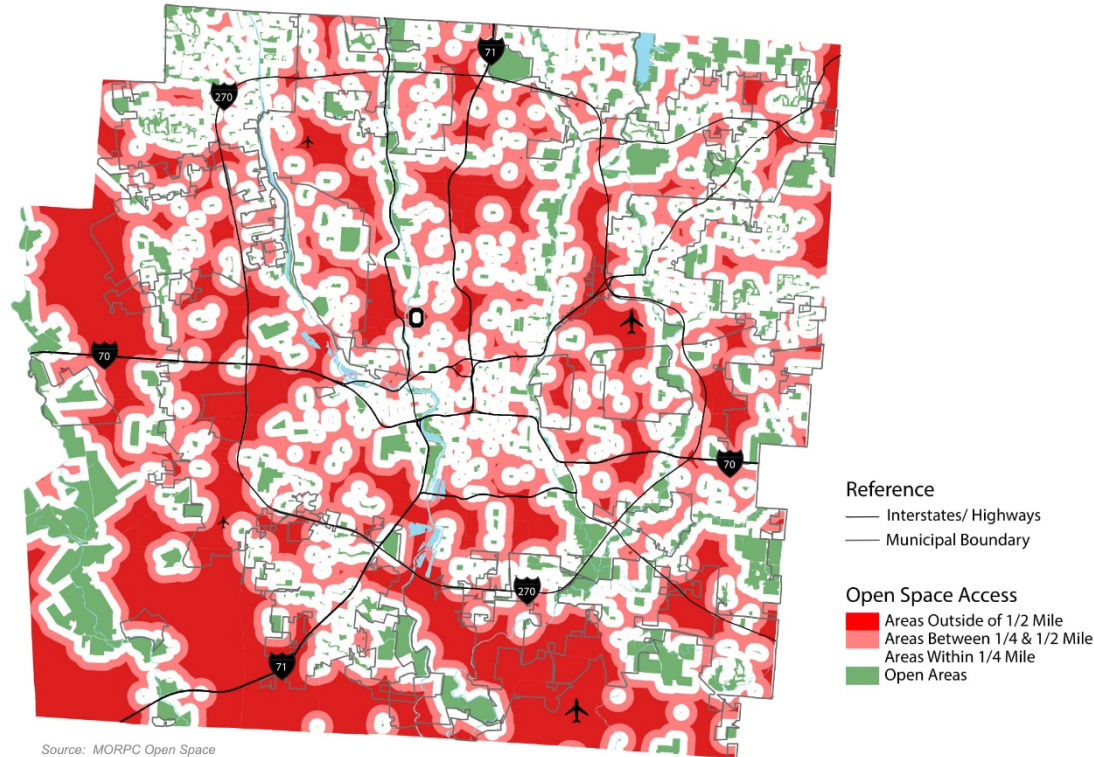 71
270
70
70
270
71
Reference
Interstates/ Highways
Municipal Boundary
Open Space Access
Areas Outside of 1/2 Mile
Areas Between 1/4 & 1/2 Mile
Areas Within 1/4 Mile
Open Areas
Source: MORPC Open Space